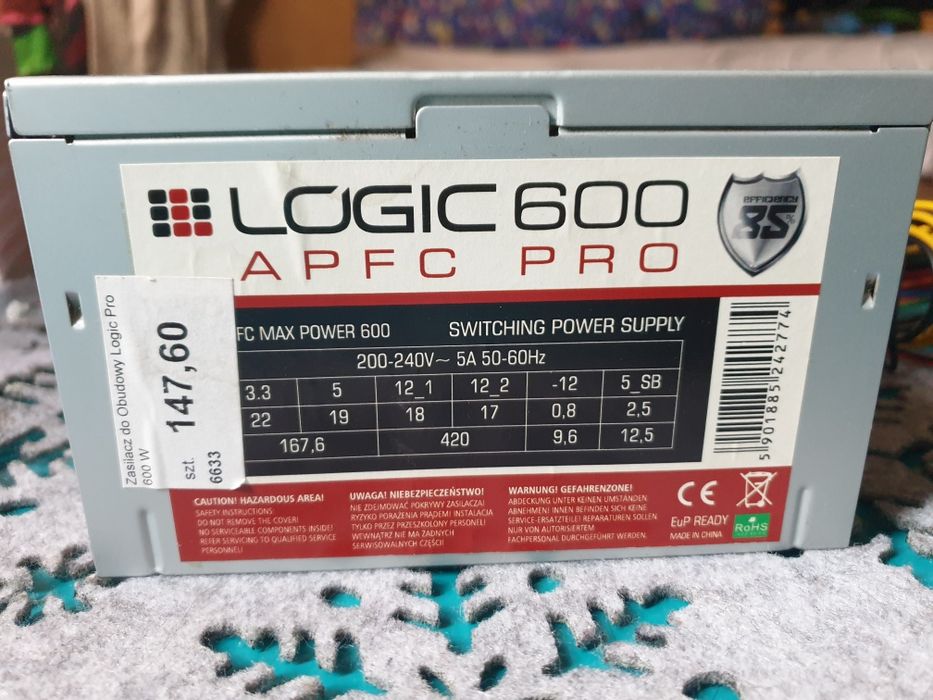 LOGIC 600
APFC PRO
EFFICIENCY
85%
Zasilacz do Obudowy Logic Pro
600 W
147,60
szt.
6633
FC MAX POWER 600
SWITCHING POWER SUPPLY
200-240V~ 5A 50-60Hz
3.3 5 12_1 12_2 -12 5_SB
22 19 18 17 0,8 2,5
167,6 420 9,6 12,5
5901885242774
CAUTION! HAZARDOUS AREA!
SAFETY INSTRUCTIONS:
DO NOT REMOVE THE COVER!
NO SERVICEABLE COMPONENTS INSIDE!
REFER SERVICING TO QUALIFIED SERVICE
PERSONNEL!
UWAGA! NIEBEZPIECZEŃSTWO!
NIE ZDEJMOWAĆ POKRYWY ZASILACZA!
RYZYKO PORAŻENIA PRĄDEM! INSTALACJA
TYLKO PRZEZ PRZESZKOLONY PERSONEL!
WEWNĄTRZ NIE MA ŻADNYCH
SERWISOWALNYCH CZĘŚCI!
WARNUNG! GEFAHRENZONE!
ABDECKUNG UNTER KEINEN UMSTÄNDEN
ABNEHMEN! INNEN BEFINDEN SICH KEINE
SERVICE-ERSATZTEILE! REPARATUREN SOLLEN
NUR VON AUTORISIERTEM
FACHPERSONAL DURCHGEFÜHRT WERDEN.
CE
EuP READY
MADE IN CHINA
RoHS